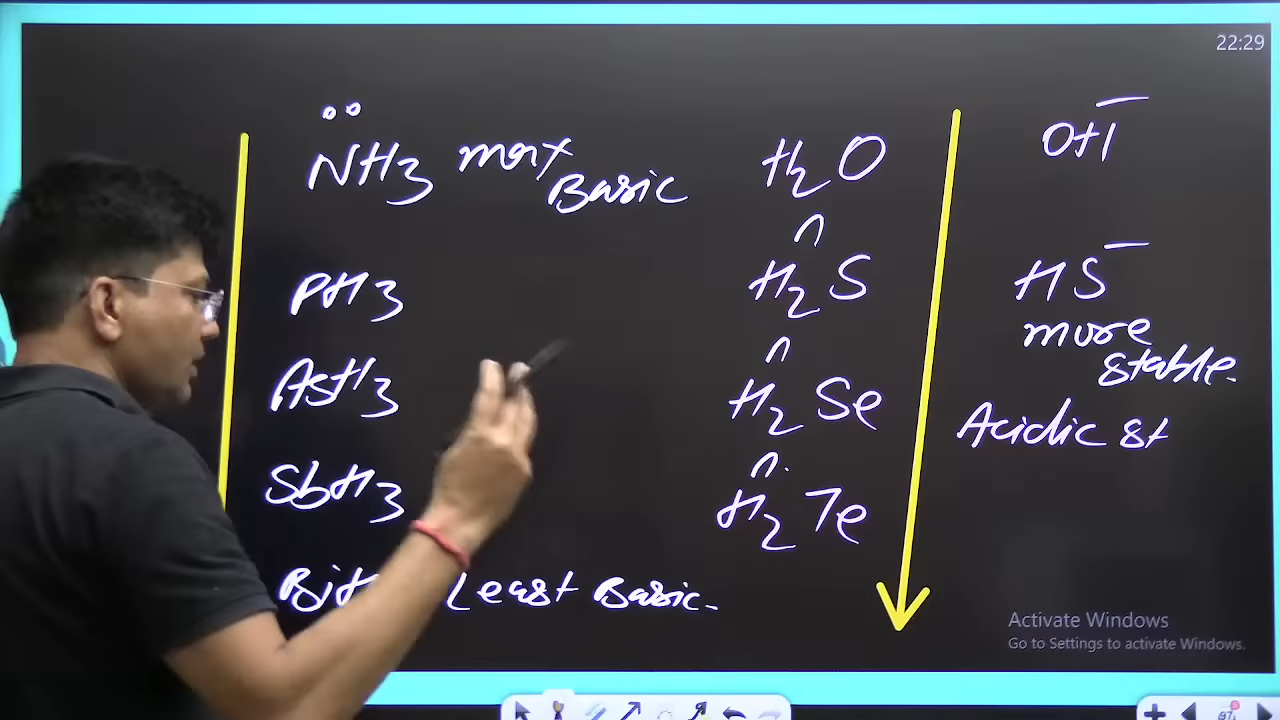 22:29
NH3 max Basic
PH3
AsH3
SbH3
Least Basic.
H2O
^
H2S
^
H2Se
^
H2Te
OH‾
HS‾
more
stable.
Acidic st
Activate Windows
Go to Settings to activate Windows.